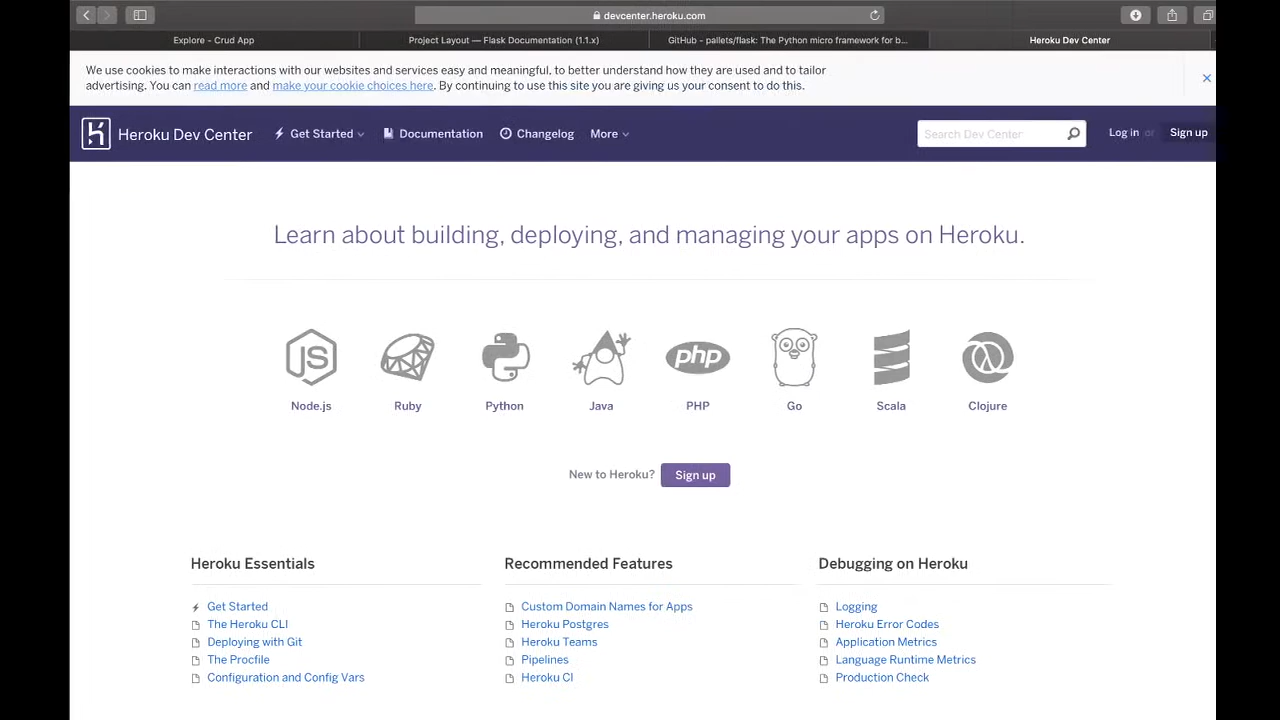 devcenter.heroku.com
Explore - Crud App
Project Layout — Flask Documentation (1.1.x)
GitHub - pallets/flask: The Python micro framework for b...
Heroku Dev Center
We use cookies to make interactions with our websites and services easy and meaningful, to better understand how they are used and to tailor
advertising. You can read more and make your cookie choices here. By continuing to use this site you are giving us your consent to do this.
Heroku Dev Center
Get Started
Documentation
Changelog
More
Search Dev Center
Log in or Sign up
Learn about building, deploying, and managing your apps on Heroku.
JS
php
Node.js
Ruby
Python
Java
PHP
Go
Scala
Clojure
New to Heroku? Sign up
Heroku Essentials
Get Started
The Heroku CLI
Deploying with Git
The Procfile
Configuration and Config Vars
Recommended Features
Custom Domain Names for Apps
Heroku Postgres
Heroku Teams
Pipelines
Heroku CI
Debugging on Heroku
Logging
Heroku Error Codes
Application Metrics
Language Runtime Metrics
Production Check